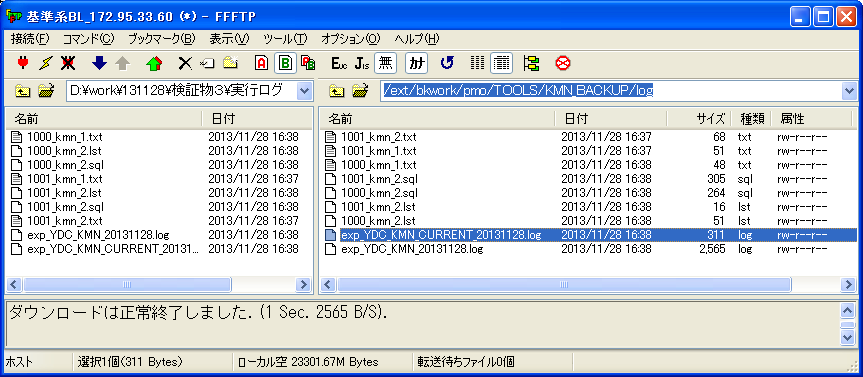 基準系BL_172.95.33.60 (*) - FFFTP
接続(F) コマンド(C) ブックマーク(B) 表示(V) ツール(T) オプション(O) ヘルプ(H)
A B R EUC JIS 無 カナ
D:¥work¥131128¥検証物3¥実行ログ /ext/bkwork/pmo/TOOLS/KMN_BACKUP/log
名前 日付 名前 日付 サイズ 種類 属性
1000_kmn_1.txt 2013/11/28 16:38 1001_kmn_2.txt 2013/11/28 16:37 68 txt rw-r--r--
1000_kmn_2.lst 2013/11/28 16:38 1001_kmn_1.txt 2013/11/28 16:37 51 txt rw-r--r--
1000_kmn_2.sql 2013/11/28 16:38 1000_kmn_1.txt 2013/11/28 16:37 48 txt rw-r--r--
1001_kmn_1.txt 2013/11/28 16:37 1001_kmn_2.sql 2013/11/28 16:38 305 sql rw-r--r--
1001_kmn_2.lst 2013/11/28 16:38 1000_kmn_2.sql 2013/11/28 16:38 264 sql rw-r--r--
1001_kmn_2.sql 2013/11/28 16:38 1001_kmn_2.lst 2013/11/28 16:38 16 lst rw-r--r--
1001_kmn_2.txt 2013/11/28 16:37 1000_kmn_2.lst 2013/11/28 16:38 51 lst rw-r--r--
exp_YDC_KMN_20131128.log 2013/11/28 16:38 exp_YDC_KMN_CURRENT_20131128.log 2013/11/28 16:38 311 log rw-r--r--
exp_YDC_KMN_CURRENT_20131... 2013/11/28 16:38 exp_YDC_KMN_20131128.log 2013/11/28 16:38 2,565 log rw-r--r--
ダウンロードは正常終了しました. (1 Sec. 2565 B/S).
ホスト 選択1個(311 Bytes) ローカル空 23301.67M Bytes 転送待ちファイル0個